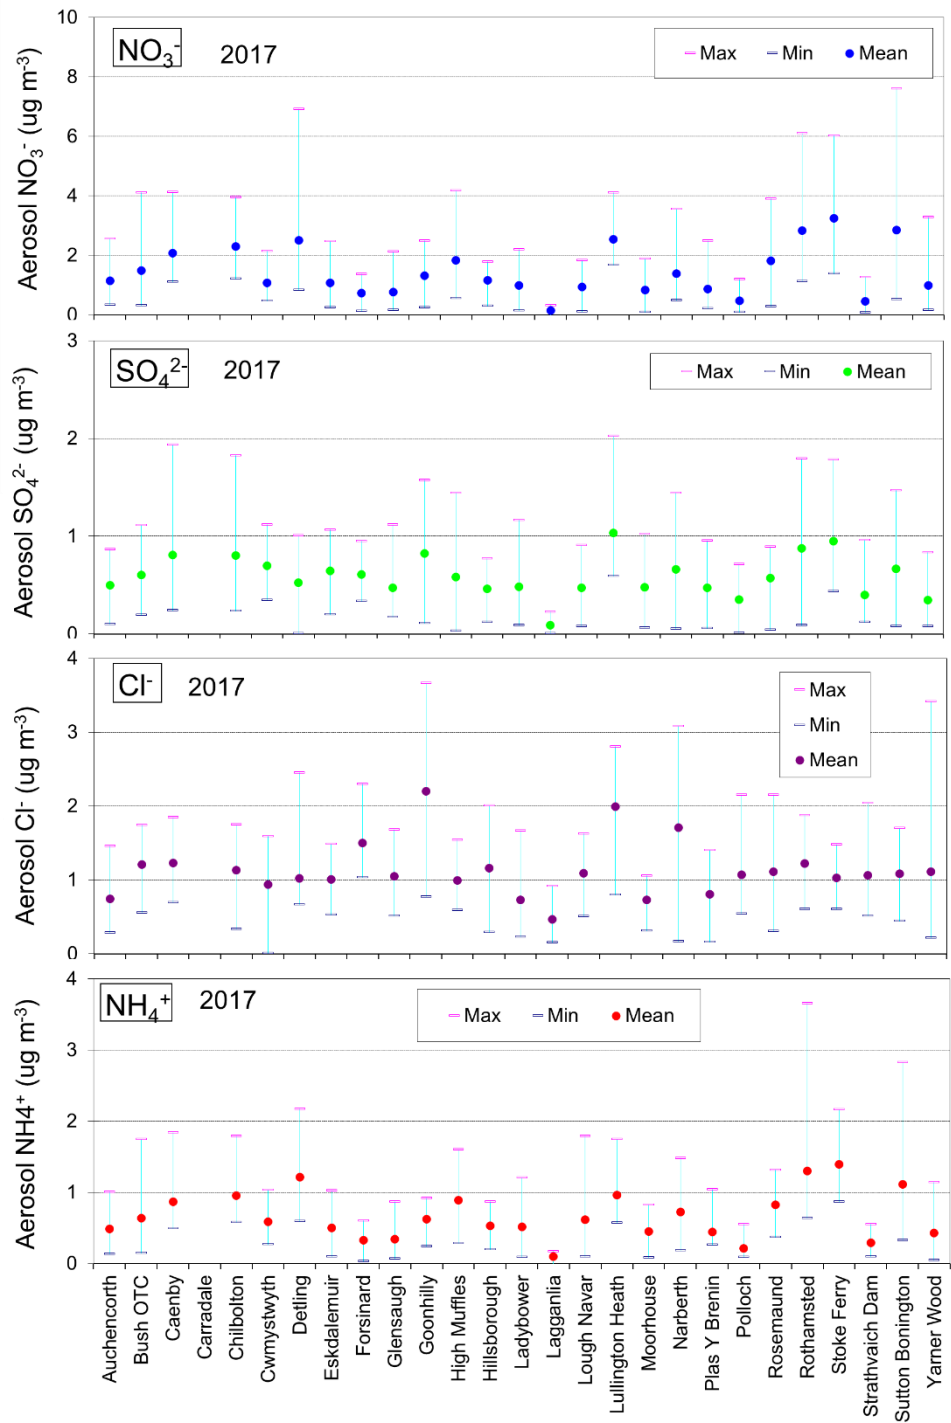 NO₃⁻ 2017
Max Min Mean
Aerosol NO₃⁻ (ug m⁻³)
10
8
6
4
2
0
SO₄²⁻ 2017
Max Min Mean
Aerosol SO₄²⁻ (ug m⁻³)
3
2
1
0
Cl⁻ 2017
Max
Min
Mean
Aerosol Cl⁻ (ug m⁻³)
4
3
2
1
0
NH₄⁺ 2017
Max Min Mean
Aerosol NH4⁺ (ug m⁻³)
4
3
2
1
0
Auchencorth
Bush OTC
Caenby
Carradale
Chilbolton
Cwmystwyth
Detling
Eskdalemuir
Forsinard
Glensaugh
Goonhilly
High Muffles
Hillsborough
Ladybower
Lagganlia
Lough Navar
Lullington Heath
Moorhouse
Narberth
Plas Y Brenin
Polloch
Rosemaund
Rothamsted
Stoke Ferry
Strathvaich Dam
Sutton Bonington
Yarner Wood